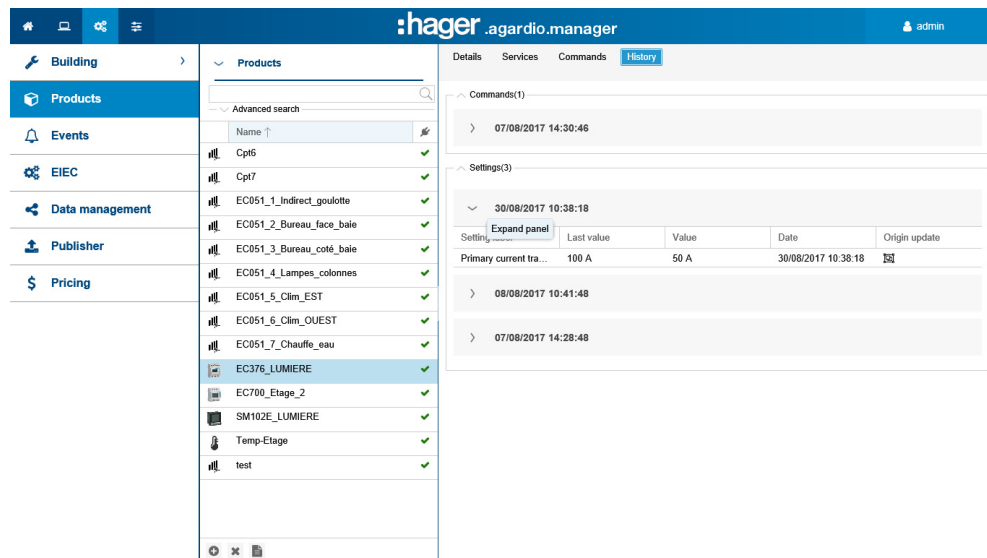 :hager .agardio.manager
admin
Building
Products
Events
EIEC
Data management
Publisher
Pricing
Products
Advanced search
Name
Cpt6
Cpt7
EC051_1_Indirect_goulotte
EC051_2_Bureau_face_baie
EC051_3_Bureau_coté_baie
EC051_4_Lampes_colonnes
EC051_5_Clim_EST
EC051_6_Clim_OUEST
EC051_7_Chauffe_eau
EC376_LUMIERE
EC700_Etage_2
SM102E_LUMIERE
Temp-Etage
test
Details Services Commands History
Commands(1)
07/08/2017 14:30:46
Settings(3)
30/08/2017 10:38:18
Expand panel
Setting Last value Value Date Origin update
Primary current tra... 100 A 50 A 30/08/2017 10:38:18
08/08/2017 10:41:48
07/08/2017 14:28:48